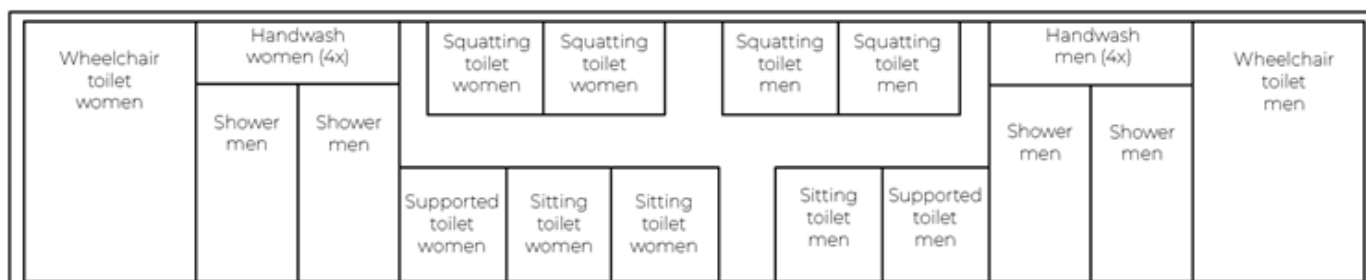 Wheelchair
toilet
women
Handwash
women (4x)
Shower
men
Shower
men
Squatting
toilet
women
Squatting
toilet
women
Supported
toilet
women
Sitting
toilet
women
Sitting
toilet
women
Squatting
toilet
men
Squatting
toilet
men
Sitting
toilet
men
Supported
toilet
men
Handwash
men (4x)
Shower
men
Shower
men
Wheelchair
toilet
men